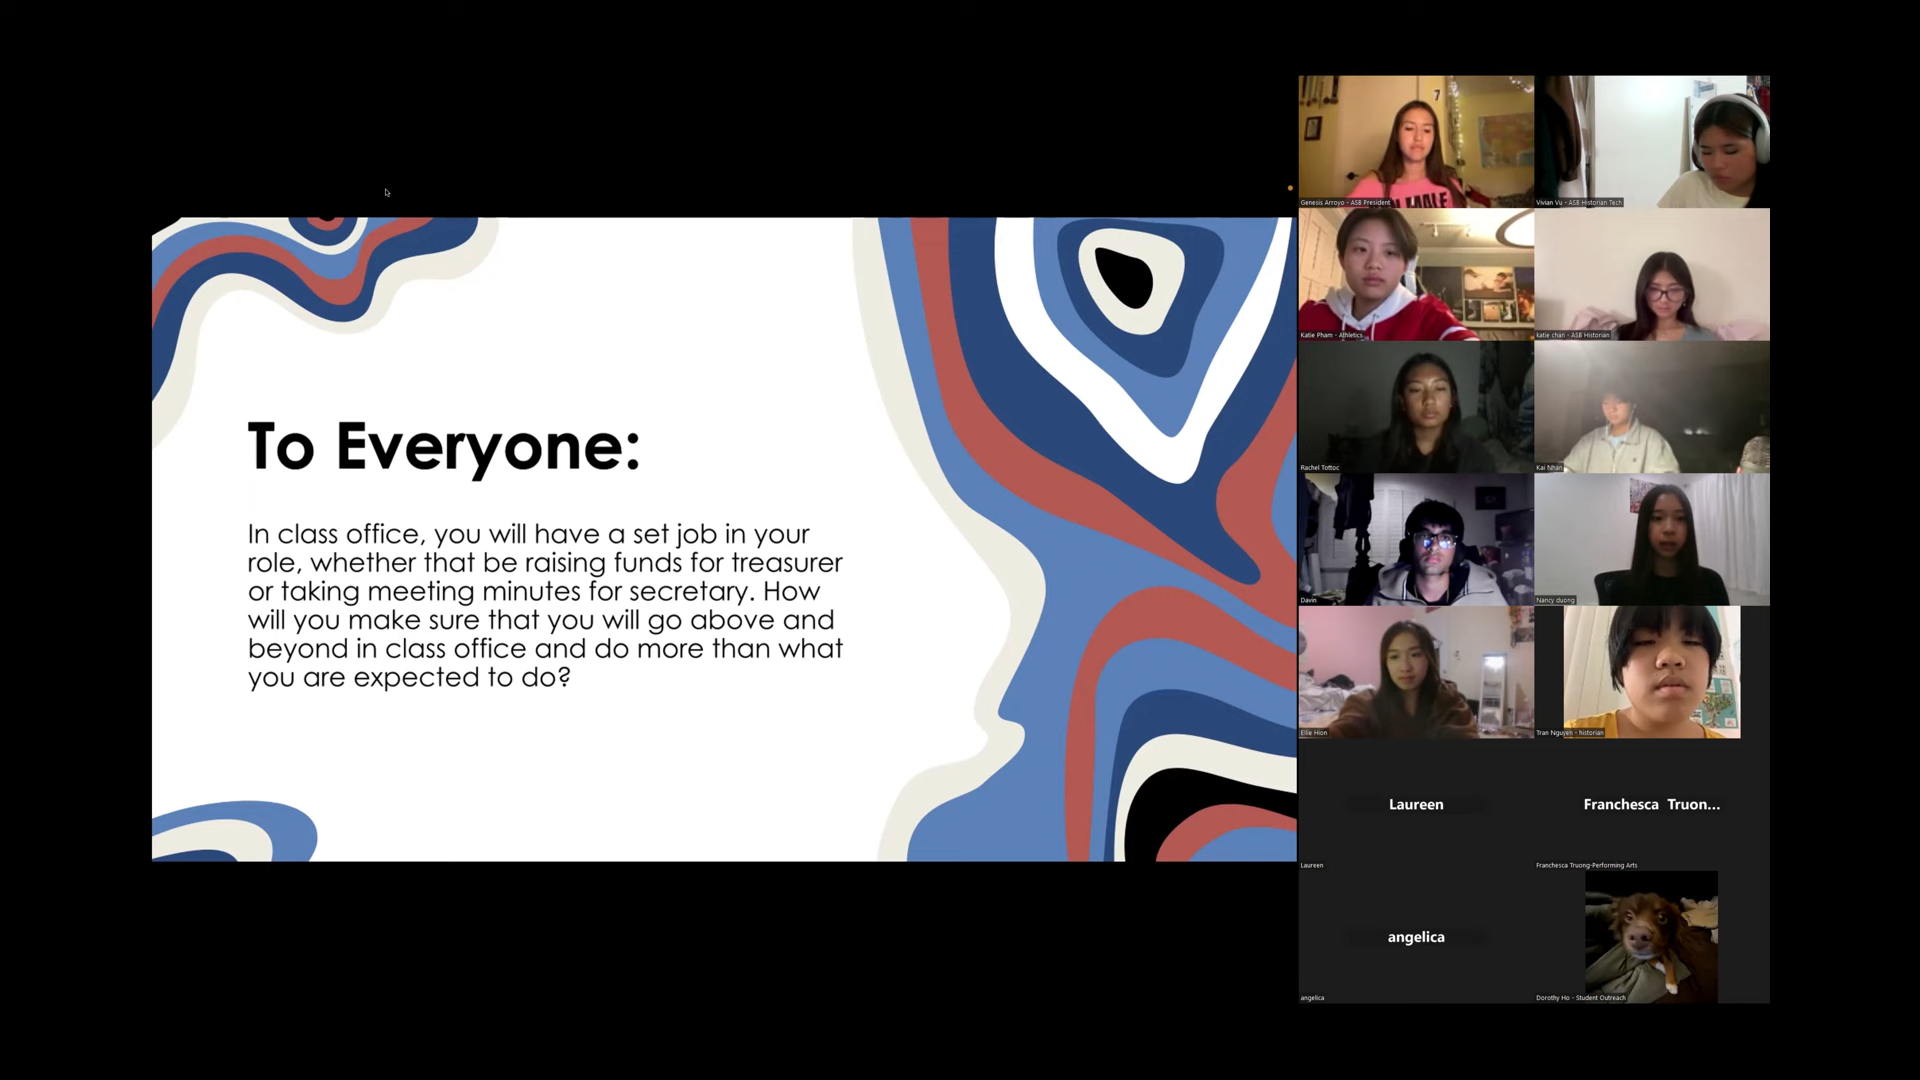 To Everyone:
In class office, you will have a set job in your
role, whether that be raising funds for treasurer
or taking meeting minutes for secretary. How
will you make sure that you will go above and
beyond in class office and do more than what
you are expected to do?
7
Genesis Arroyo - ASB President
Vivian Vu - ASB Historian Tech
Katie Pham - Athletics
katie chan - ASB Historian
Rachel Tottoc
Kai Nhan
Davin
Nancy duong
Ellie Hion
Tran Nguyen - historian
Laureen
Franchesca Truon...
Laureen
Franchesca Truong-Performing Arts
angelica
angelica
Dorothy Ho - Student Outreach